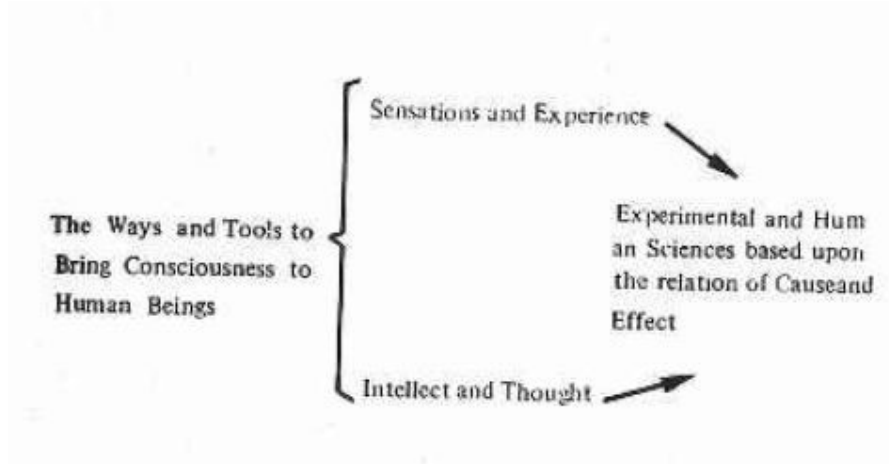 Sensations and Experience
The Ways and Tools to
Bring Consciousness to
Human Beings
Experimental and Hum
an Sciences based upon
the relation of Causeand
Effect
Intellect and Thought